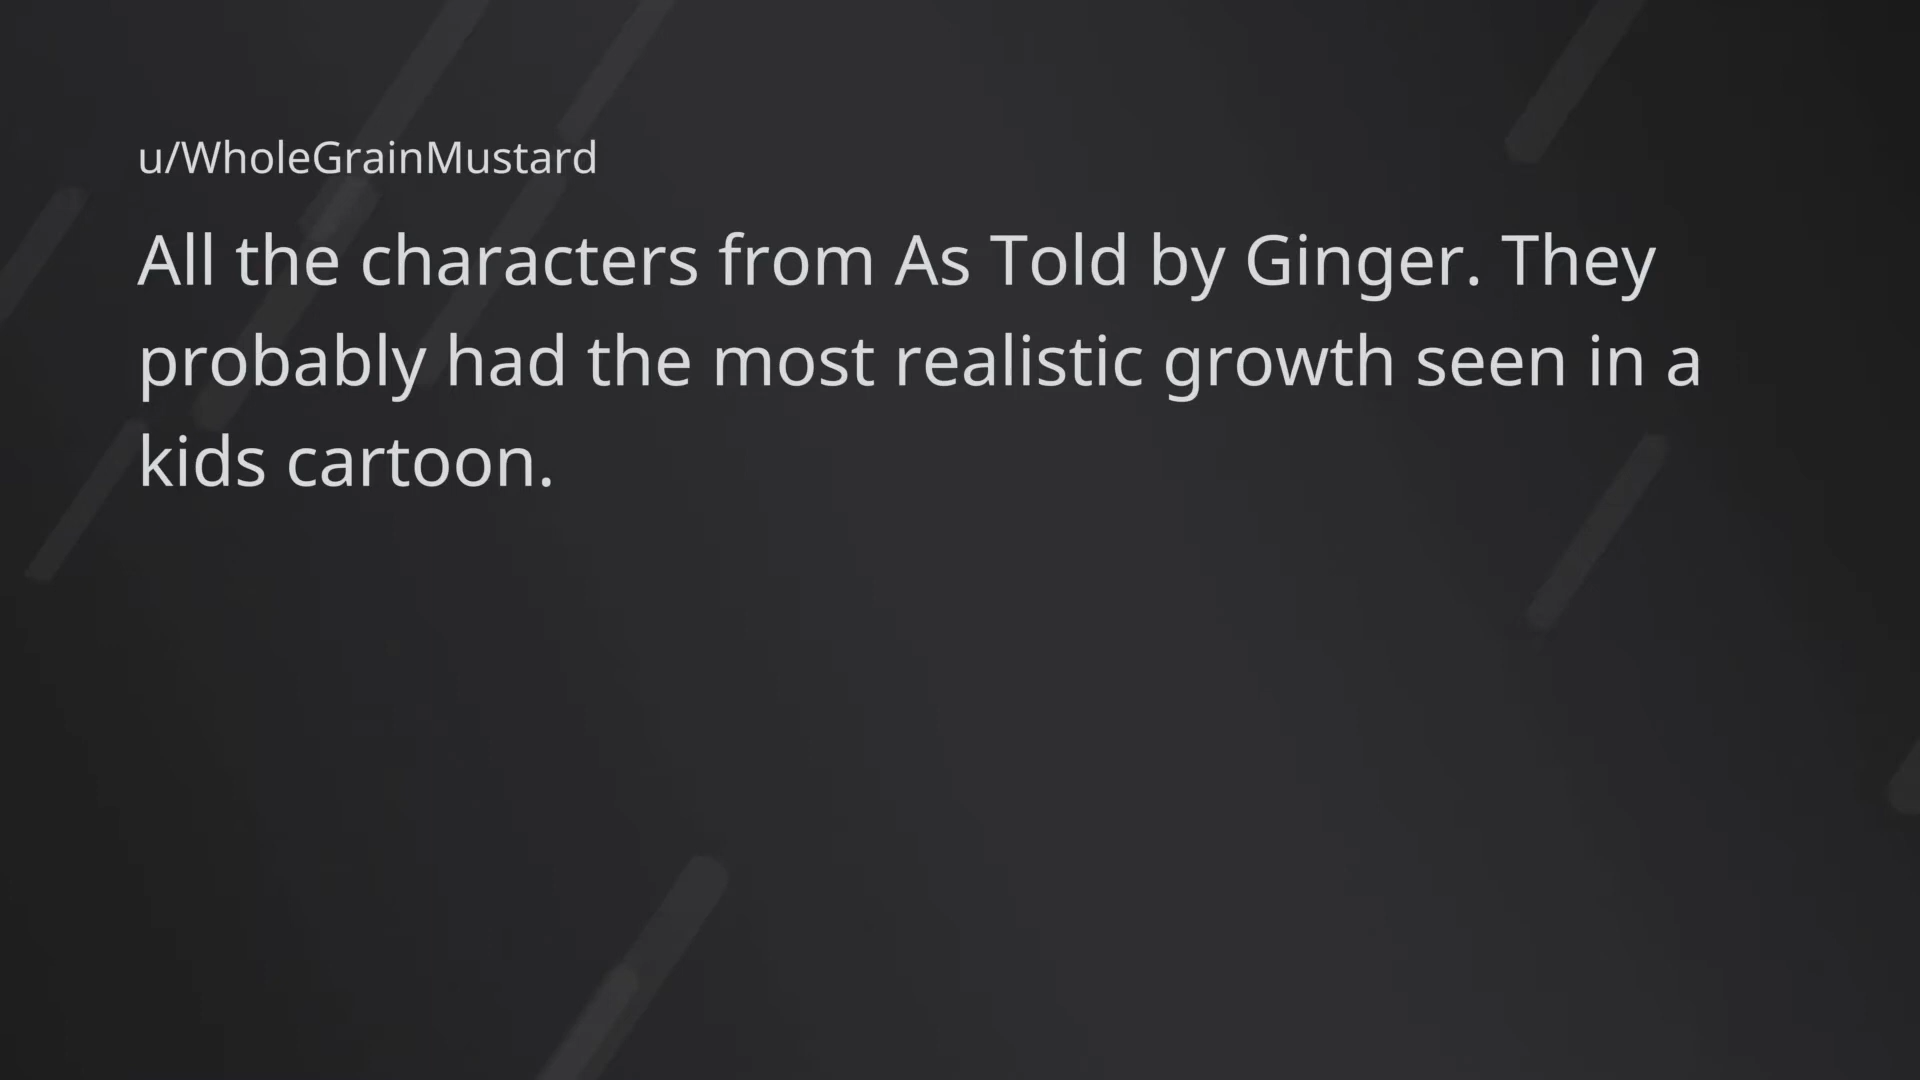 u/WholeGrainMustard
All the characters from As Told by Ginger. They
probably had the most realistic growth seen in a
kids cartoon.